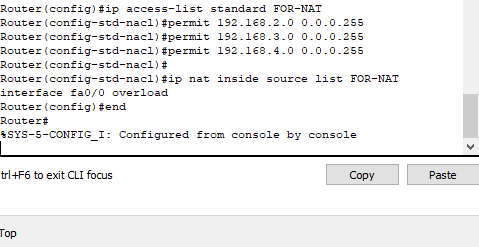 Router(config)#ip access-list standard FOR-NAT
Router(config-std-nacl)#permit 192.168.2.0 0.0.0.255
Router(config-std-nacl)#permit 192.168.3.0 0.0.0.255
Router(config-std-nacl)#permit 192.168.4.0 0.0.0.255
Router(config-std-nacl)#
Router(config-std-nacl)#ip nat inside source list FOR-NAT
interface fa0/0 overload
Router(config)#end
Router#
%SYS-5-CONFIG_I: Configured from console by console
trl+F6 to exit CLI focus
Copy
Paste
Top